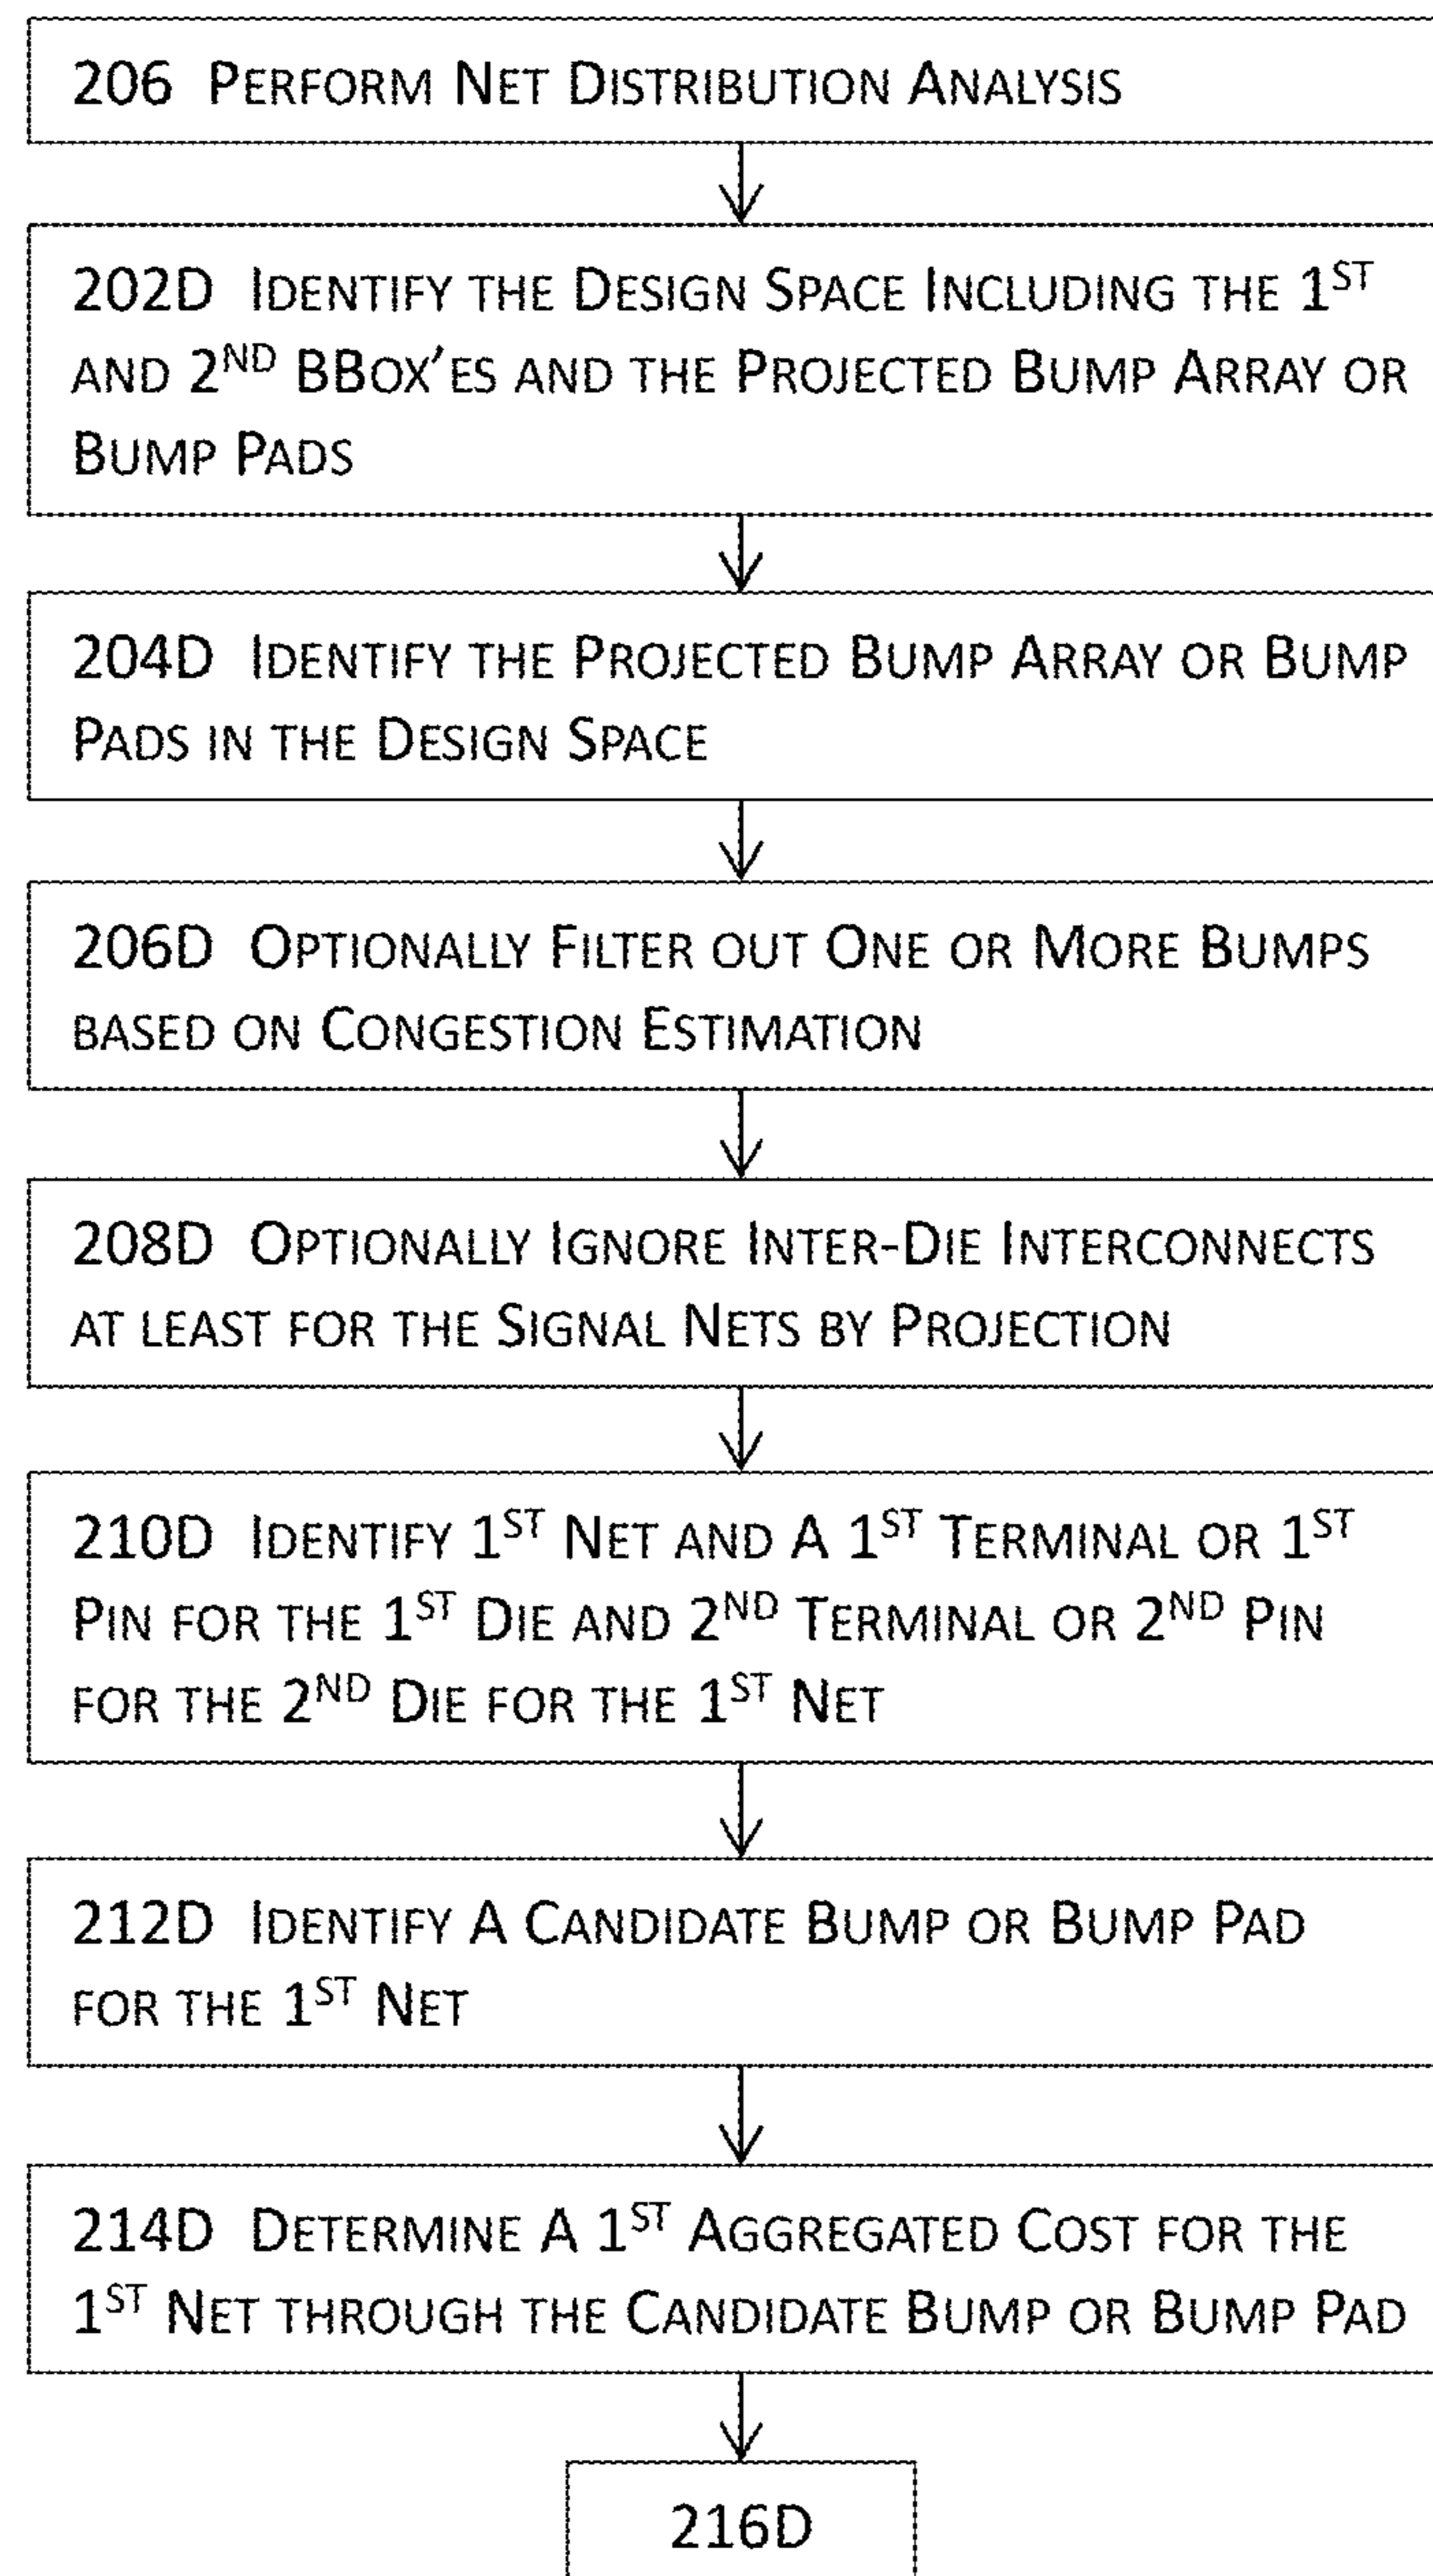 206 PERFORM NET DISTRIBUTION ANALYSIS
202D IDENTIFY THE DESIGN SPACE INCLUDING THE 1ST
AND 2ND BBOX'ES AND THE PROJECTED BUMP ARRAY OR
BUMP PADS
204D IDENTIFY THE PROJECTED BUMP ARRAY OR BUMP
PADS IN THE DESIGN SPACE
206D OPTIONALLY FILTER OUT ONE OR MORE BUMPS
BASED ON CONGESTION ESTIMATION
208D OPTIONALLY IGNORE INTER-DIE INTERCONNECTS
AT LEAST FOR THE SIGNAL NETS BY PROJECTION
210D IDENTIFY 1ST NET AND A 1ST TERMINAL OR 1ST
PIN FOR THE 1ST DIE AND 2ND TERMINAL OR 2ND PIN
FOR THE 2ND DIE FOR THE 1ST NET
212D IDENTIFY A CANDIDATE BUMP OR BUMP PAD
FOR THE 1ST NET
214D DETERMINE A 1ST AGGREGATED COST FOR THE
1ST NET THROUGH THE CANDIDATE BUMP OR BUMP PAD
216D